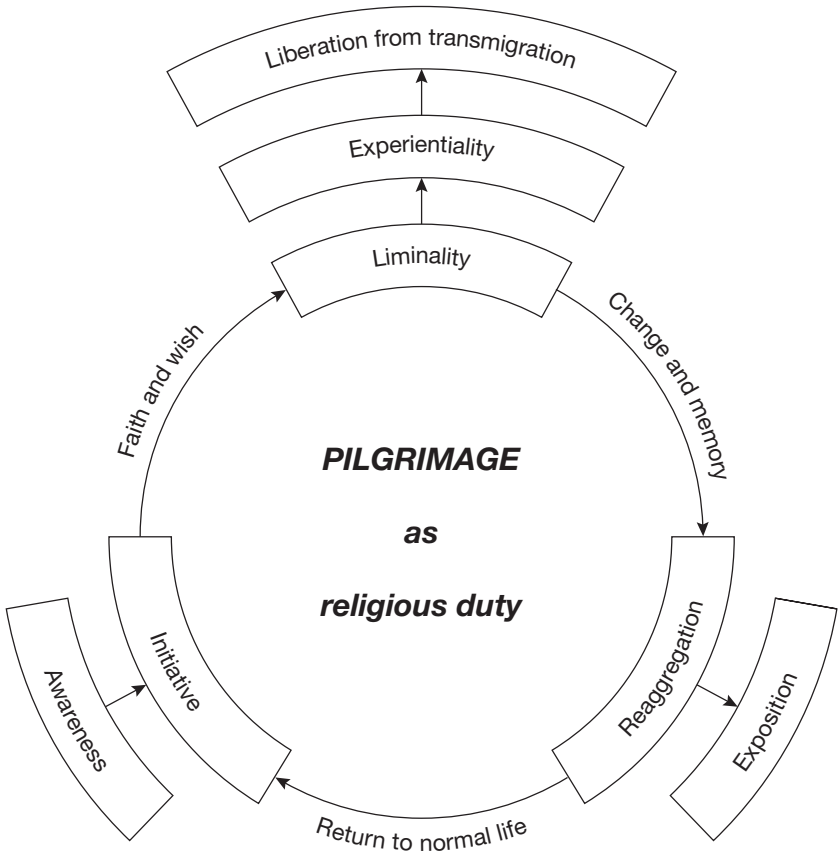 Liberation from transmigration
Experientiality
Liminality
Faith and wish
Change and memory
PILGRIMAGE
as
religious duty
Awareness
Initiative
Reaggregation
Exposition
Return to normal life